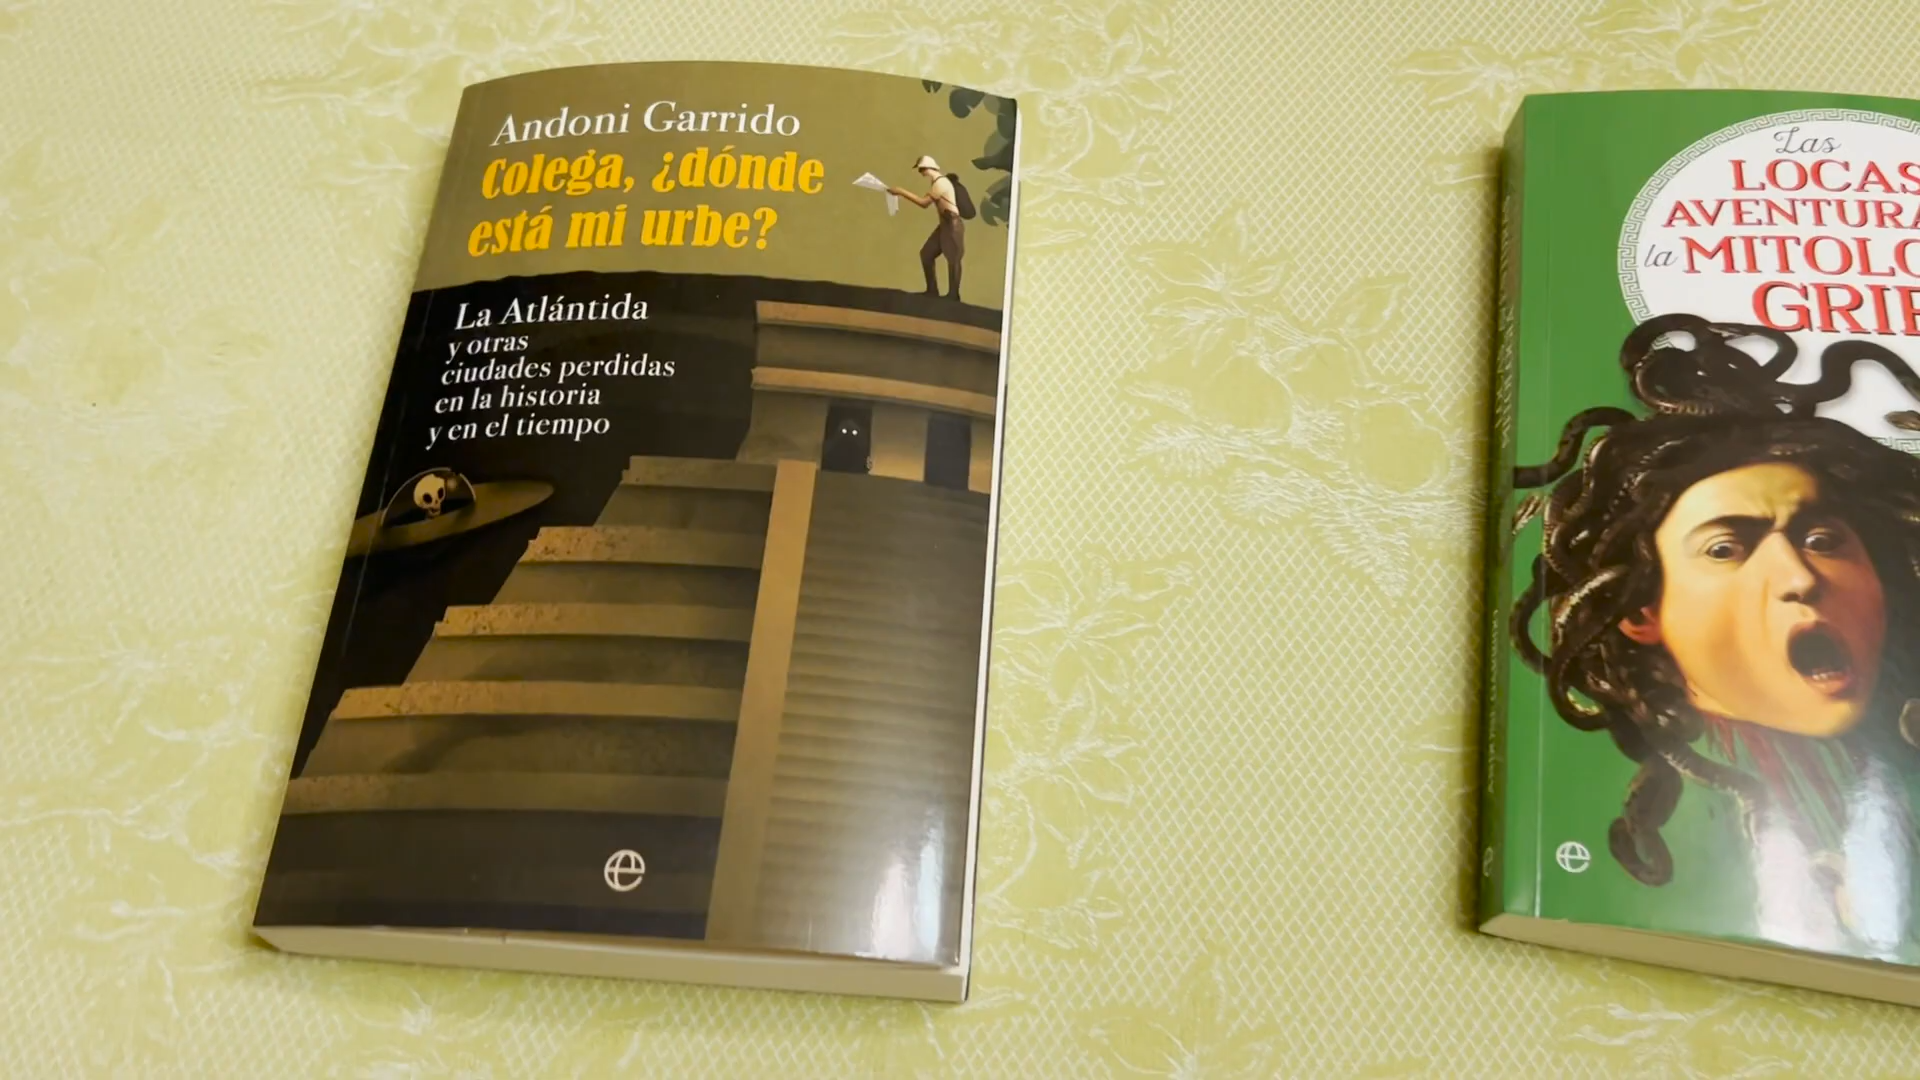 Andoni Garrido
Colega, ¿dónde
está mi urbe?
La Atlántida
y otras
ciudades perdidas
en la historia
y en el tiempo
e
Las
LOCAS
AVENTURA
la MITOLO
GRIE
e